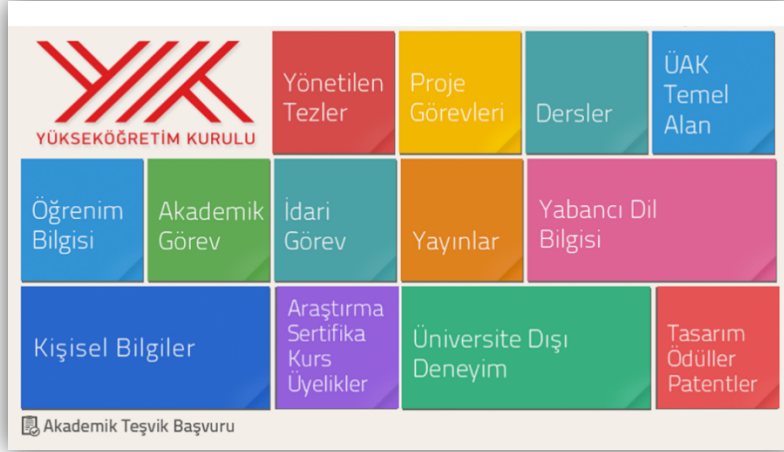 YÜKSEKÖĞRETİM KURULU
Yönetilen
Tezler
Proje
Görevleri
Dersler
ÜAK
Temel
Alan
Öğrenim
Bilgisi
Akademik
Görev
İdari
Görev
Yayınlar
Yabancı Dil
Bilgisi
Kişisel Bilgiler
Araştırma
Sertifika
Kurs
Üyelikler
Üniversite Dışı
Deneyim
Tasarım
Ödüller
Patentler
Akademik Teşvik Başvuru